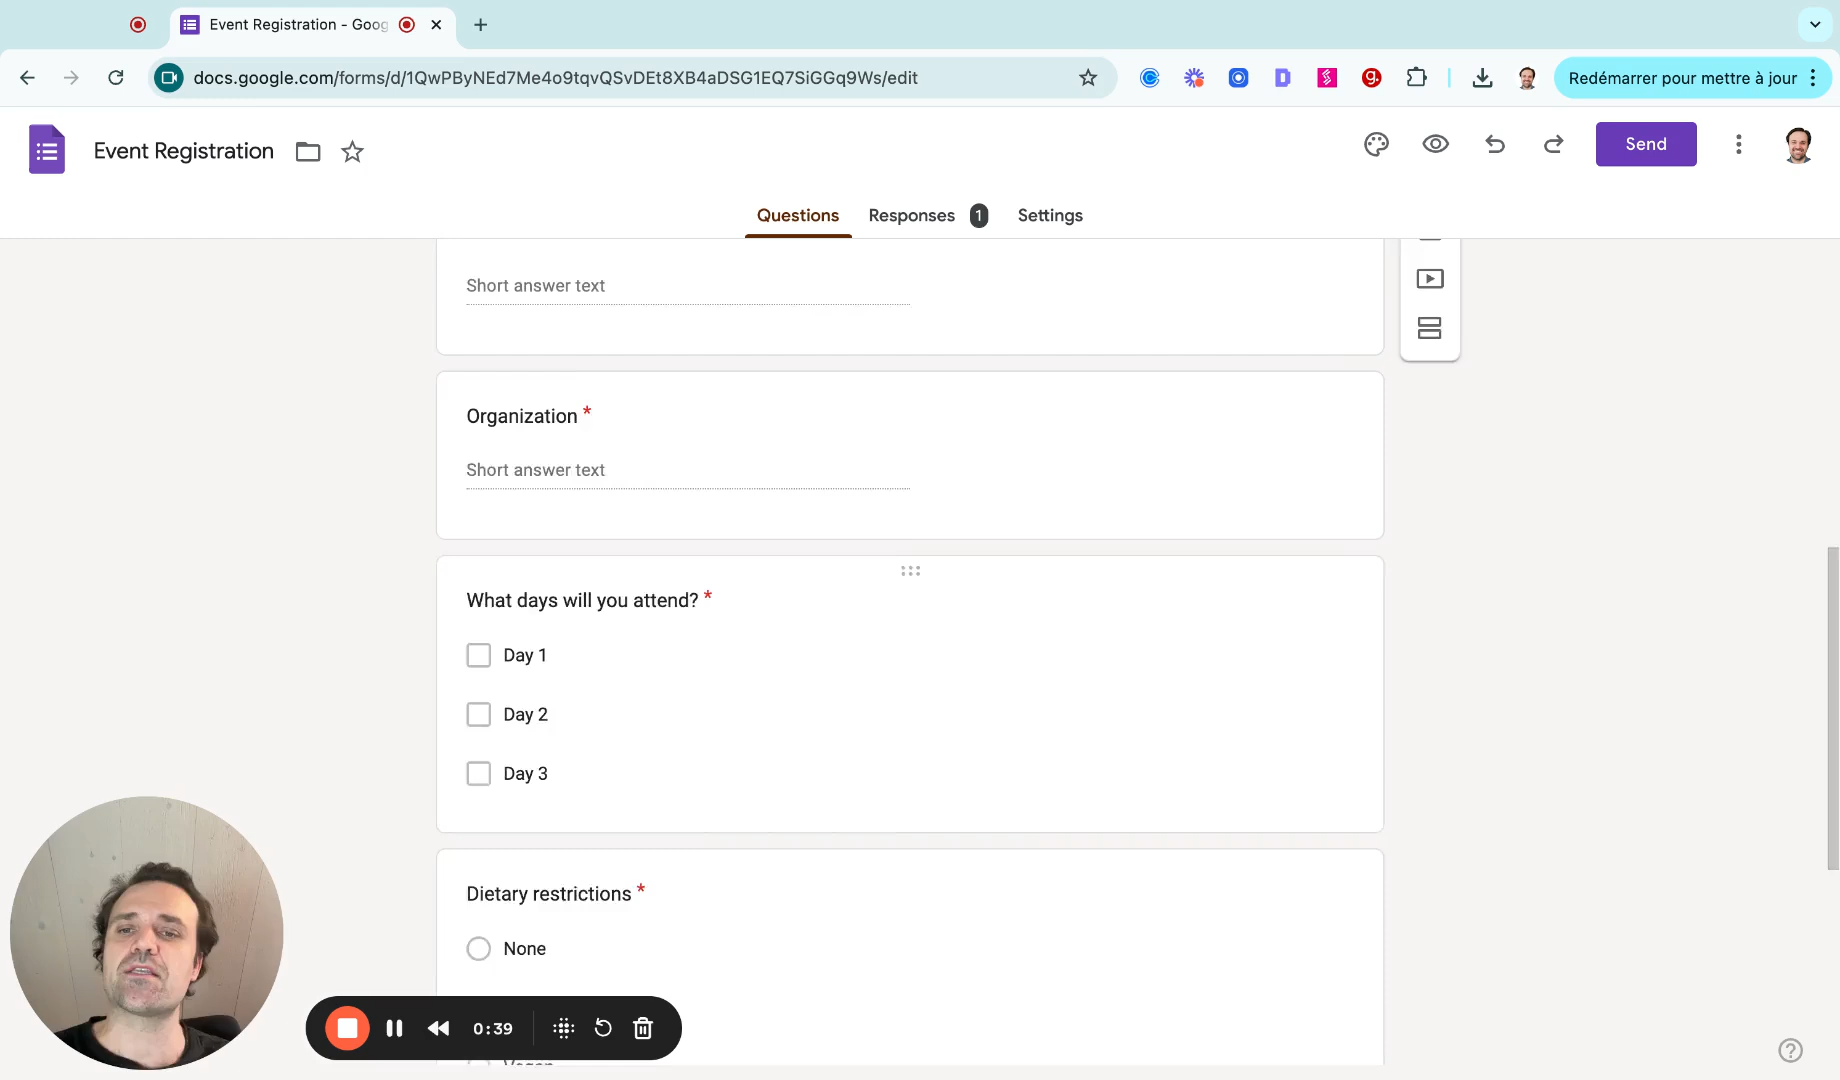 Event Registration - Goog
docs.google.com/forms/d/1QwPByNEd7Me4o9tqvQSvDEt8XB4aDSG1EQ7SiGGq9Ws/edit
Redémarrer pour mettre à jour
Event Registration
Send
Questions
Responses 1
Settings
Short answer text
Organization *
Short answer text
What days will you attend? *
Day 1
Day 2
Day 3
Dietary restrictions *
None
0:39
Vegan